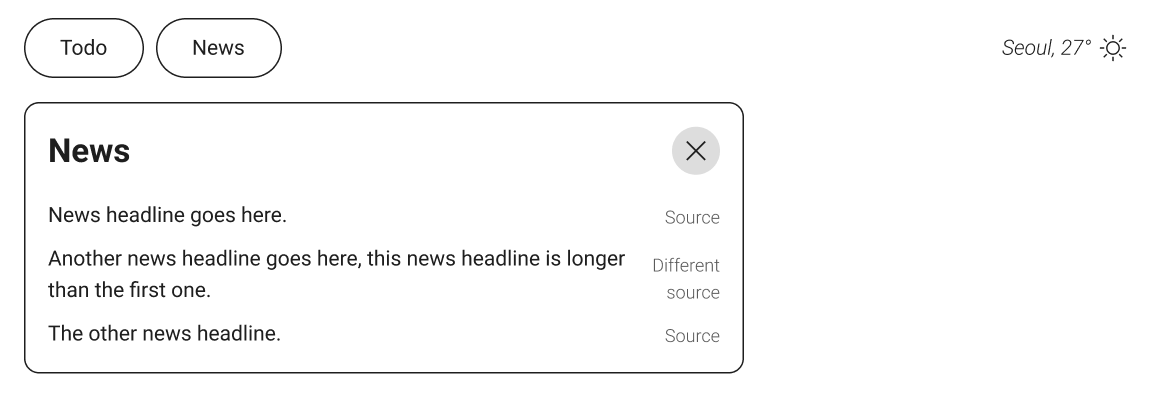 Todo
News
Seoul, 27°
News
News headline goes here.
Source
Another news headline goes here, this news headline is longer
than the first one.
Different
source
The other news headline.
Source